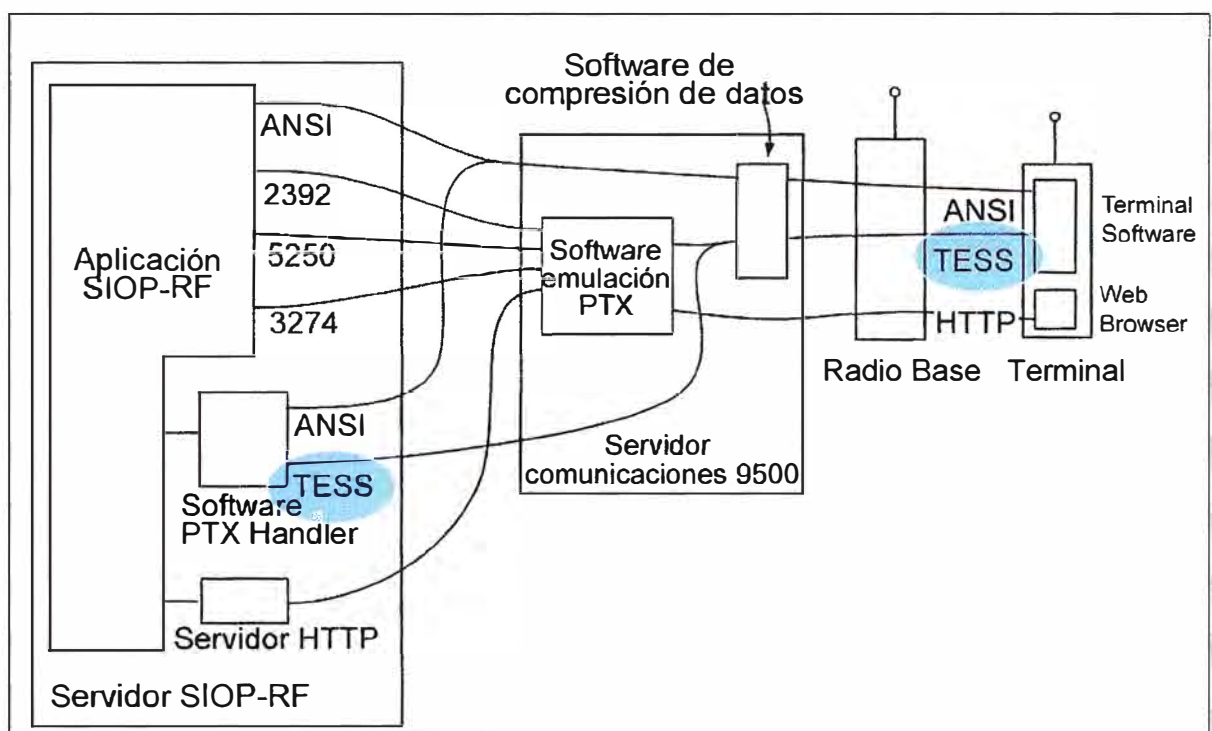 Software de
compresión de datos
ANSI
2392
Aplicación
SIOP-RF
5250
3274
Software
emulación
PTX
ANSI
TESS
HTTP
Terminal
Software
Web
Browser
Radio Base
Terminal
ANSI
TESS
Software
PTX Handler
Servidor
comunicaciones 9500
Servidor HTTP
Servidor SIOP-RF